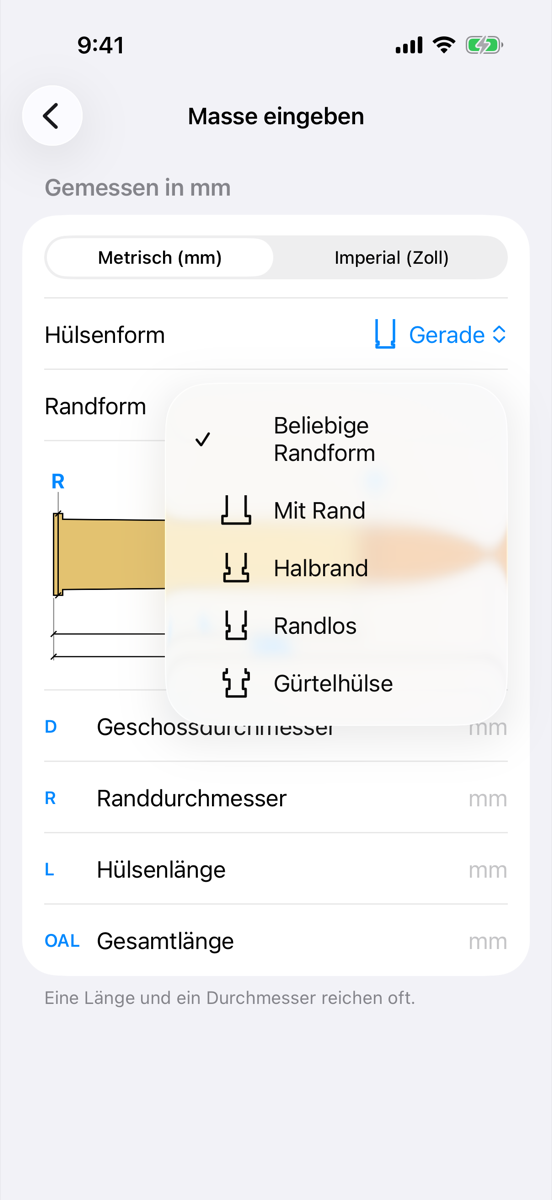 9:41
Masse eingeben
Gemessen in mm
Metrisch (mm)
Imperial (Zoll)
Hülsenform
Gerade
Randform
Beliebige
Randform
Mit Rand
Halbrand
Randlos
Gürtelhülse
R
D Geschossdurchmesser mm
R Randdurchmesser mm
L Hülsenlänge mm
OAL Gesamtlänge mm
Eine Länge und ein Durchmesser reichen oft.